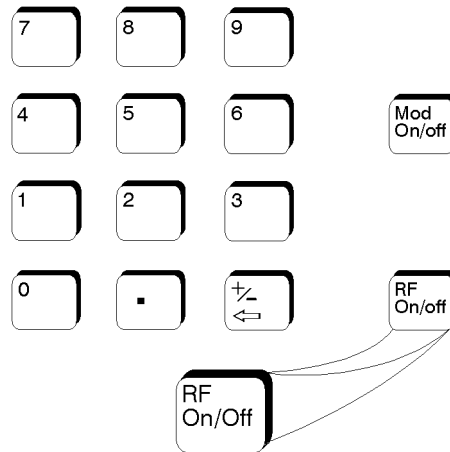 7 8 9
4 5 6 Mod
On/off
1 2 3
0 . +/- RF
⇦ On/off
RF
On/Off